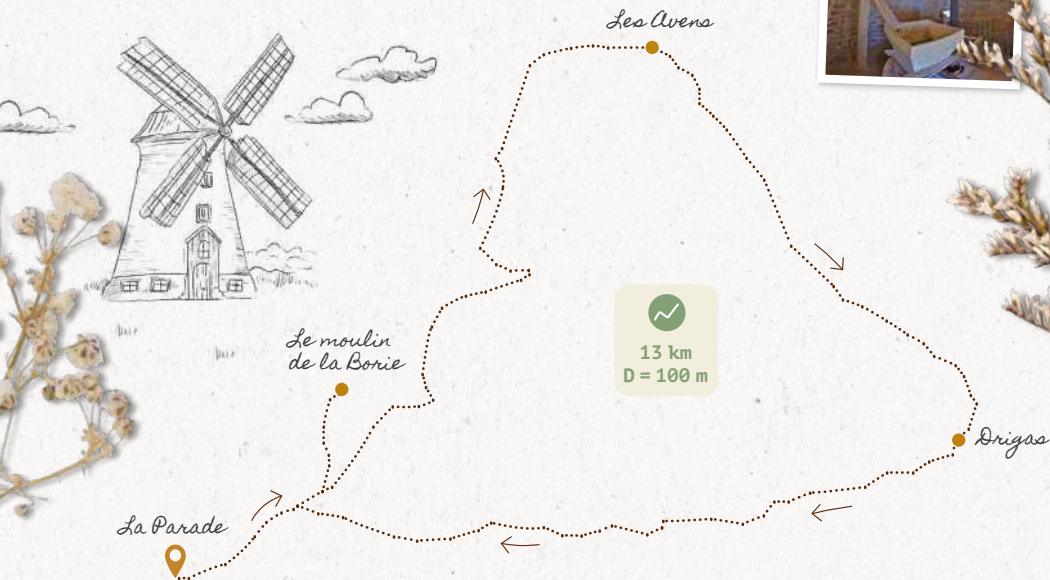 Les Avens
13 km
D = 100 m
Le moulin
de la Borie
Drigas
La Parade